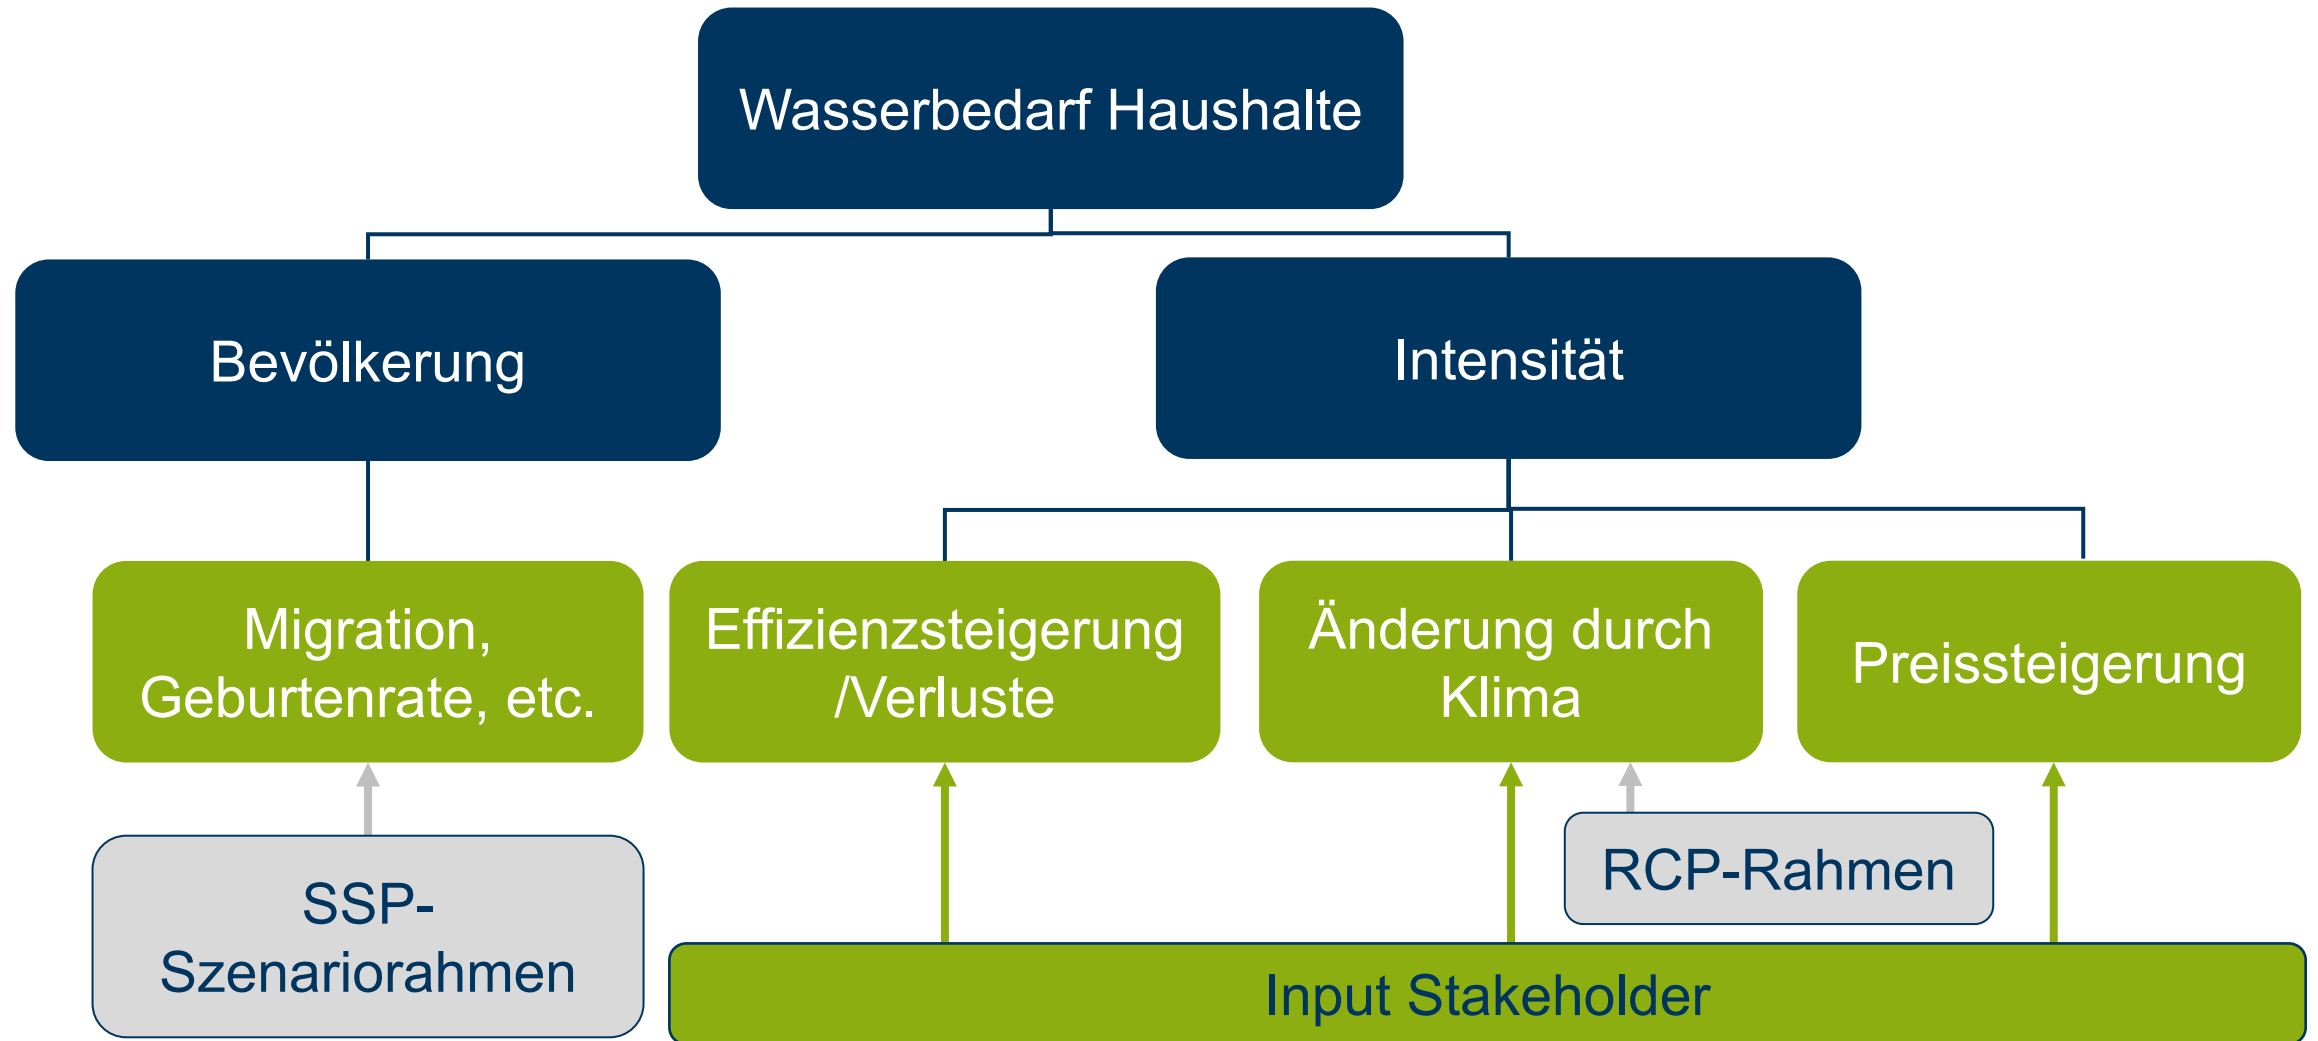 Wasserbedarf Haushalte
Bevölkerung
Intensität
Migration,
Geburtenrate, etc.
Effizienzsteigerung
/Verluste
Änderung durch
Klima
Preissteigerung
SSP-
Szenariorahmen
RCP-Rahmen
Input Stakeholder